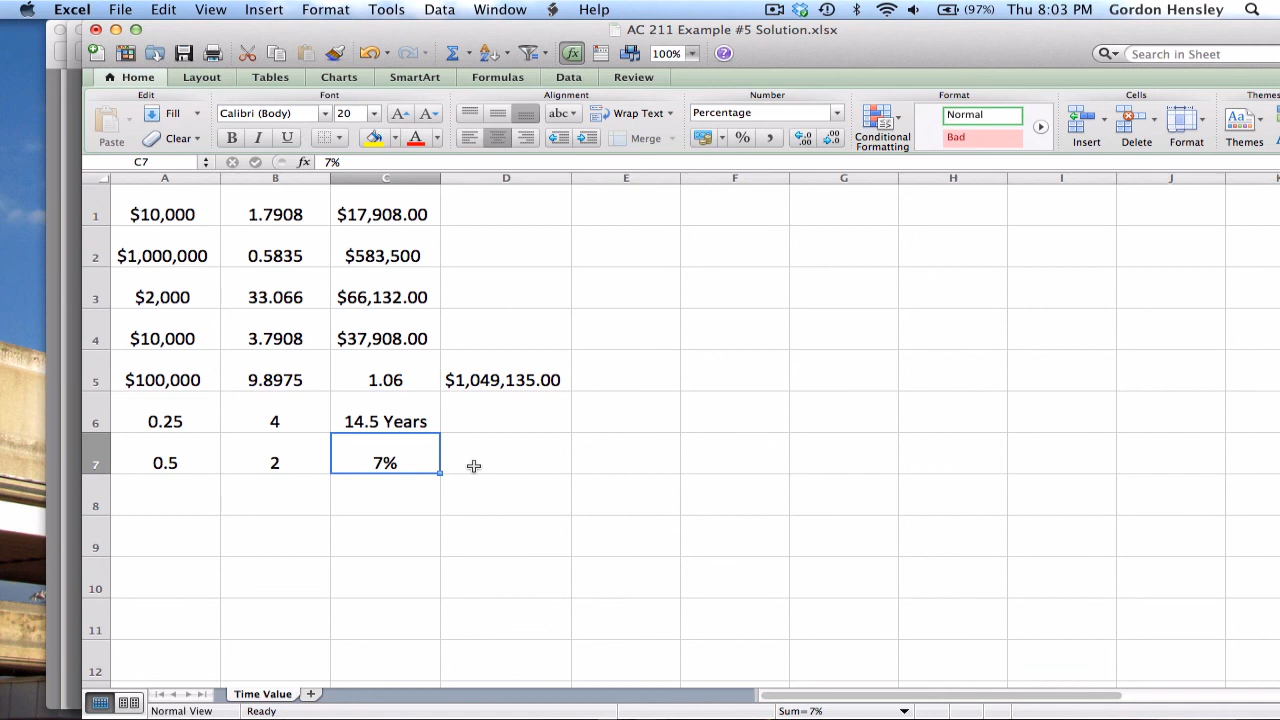 Excel File Edit View Insert Format Tools Data Window Help (97%) Thu 8:03 PM Gordon Hensley
AC 211 Example #5 Solution.xlsx
100% Search in Sheet
Home Layout Tables Charts SmartArt Formulas Data Review
Edit Font Alignment Number Format Cells Themes
Paste Fill Calibri (Body) 20 abc Wrap Text Percentage Conditional Formatting Normal Insert Delete Format Themes Aa
Clear B I U A Merge % Bad
C7 fx 7%
A B C D E F G H I J K
1 $10,000 1.7908 $17,908.00
2 $1,000,000 0.5835 $583,500
3 $2,000 33.066 $66,132.00
4 $10,000 3.7908 $37,908.00
5 $100,000 9.8975 1.06 $1,049,135.00
6 0.25 4 14.5 Years
7 0.5 2 7%
8
9
10
11
12
Time Value
Normal View Ready Sum=7%